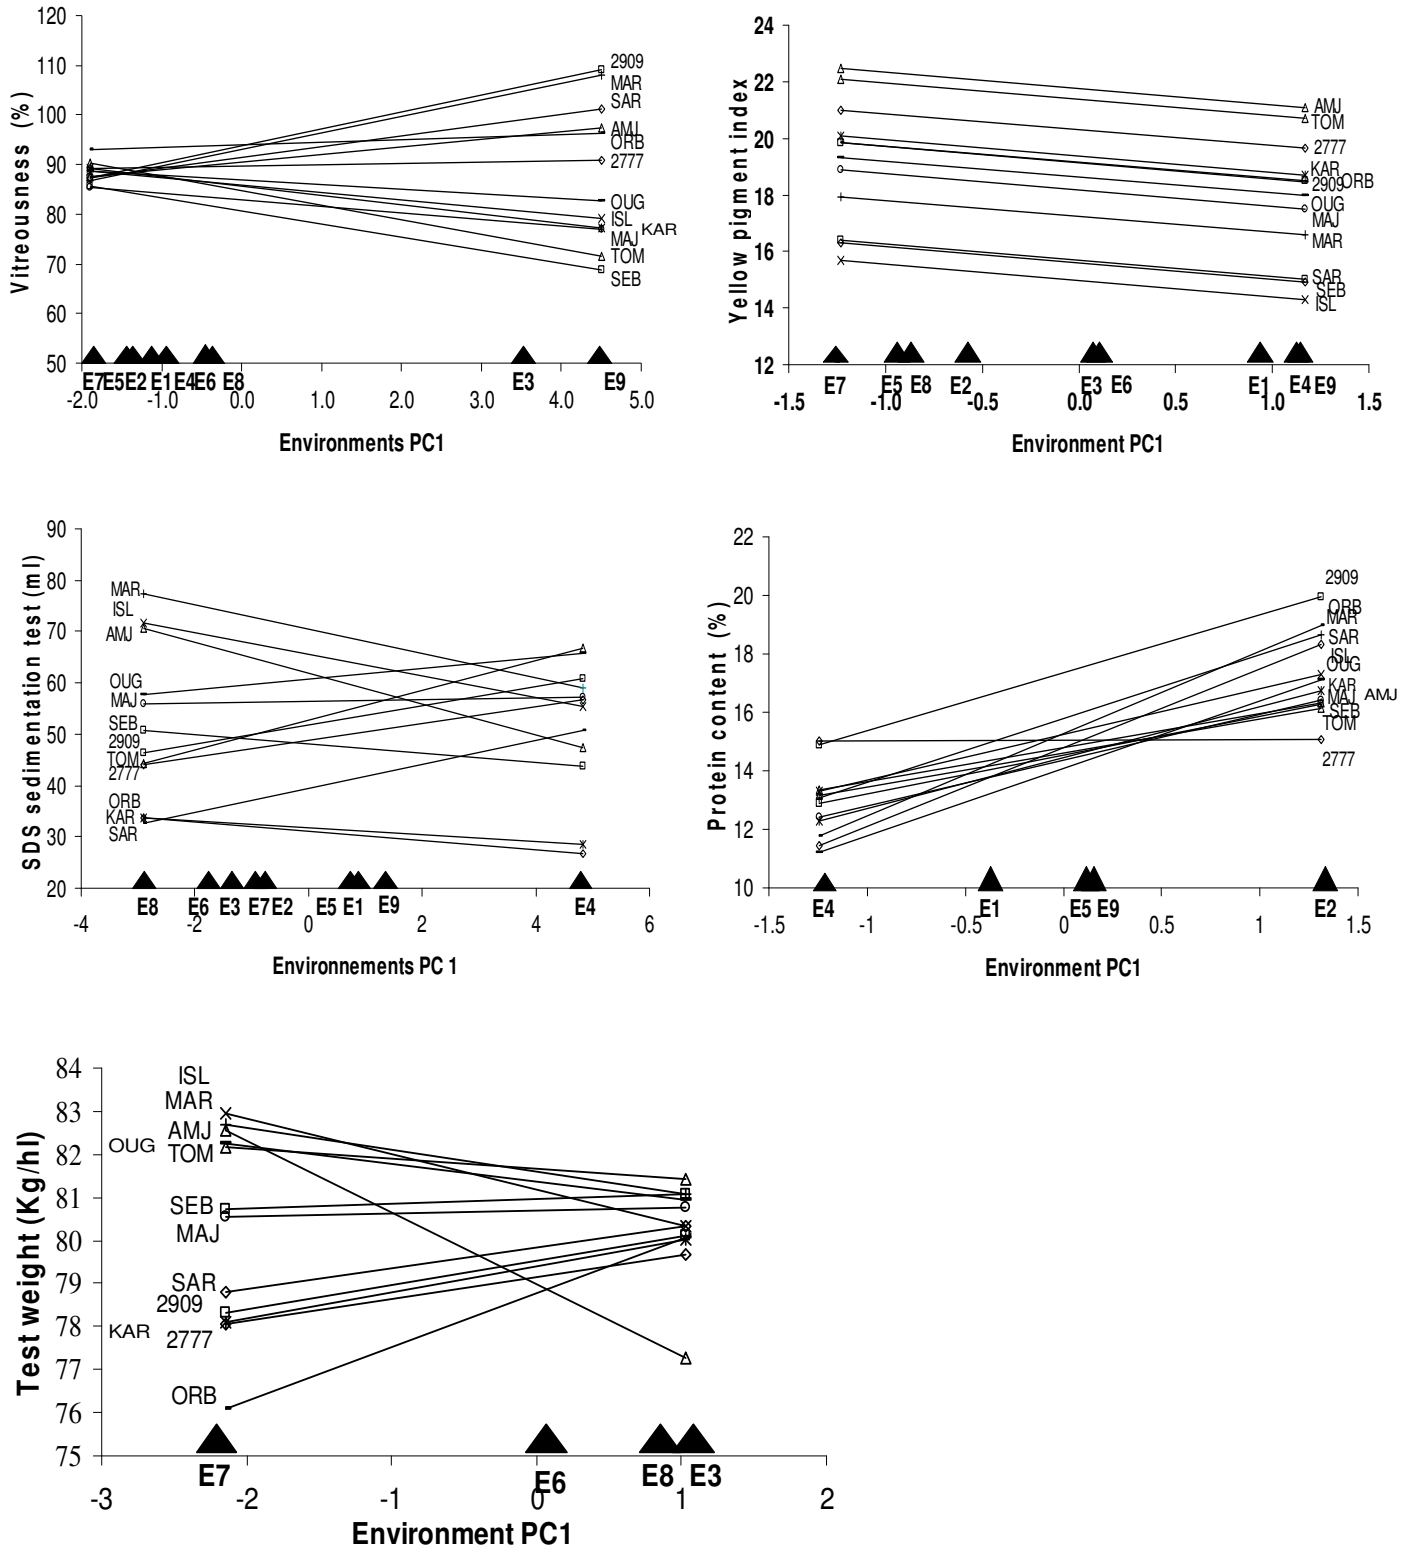 Vitreousness (%)
120
110
100
90
80
70
60
50
2909
MAR
SAR
AMJ
ORB
2777
OUG
ISL
KAR
MAJ
TOM
SEB
E7 E5 E2 E1 E4 E6 E8 E3 E9
-2.0 -1.0 0.0 1.0 2.0 3.0 4.0 5.0
Environments PC1
Yellow pigment index
24
22
20
18
16
14
12
AMJ
TOM
2777
KAR
2909 ORB
OUG
MAJ
MAR
SAR
SEB
ISL
E7 E5 E8 E2 E3 E6 E1 E4 E9
-1.5 -1.0 -0.5 0.0 0.5 1.0 1.5
Environment PC1
SDS sedimentation test (ml)
90
80
70
60
50
40
30
20
MAR
ISL
AMJ
OUG
MAJ
SEB
2909
TOM
2777
ORB
KAR
SAR
E8 E6 E3 E7 E2 E5 E1 E9 E4
-4 -2 0 2 4 6
Environnements PC 1
Protein content (%)
22
20
18
16
14
12
10
2909
ORB
MAR
SAR
ISL
OUG
KAR
MAJ AMJ
SEB
TOM
2777
E4 E1 E5 E9 E2
-1.5 -1 -0.5 0 0.5 1 1.5
Environment PC1
Test weight (Kg/hl)
84
83
82
81
80
79
78
77
76
75
ISL
MAR
AMJ
OUG
TOM
SEB
MAJ
SAR
2909
KAR
2777
ORB
E7 E6 E8 E3
-3 -2 -1 0 1 2
Environment PC1